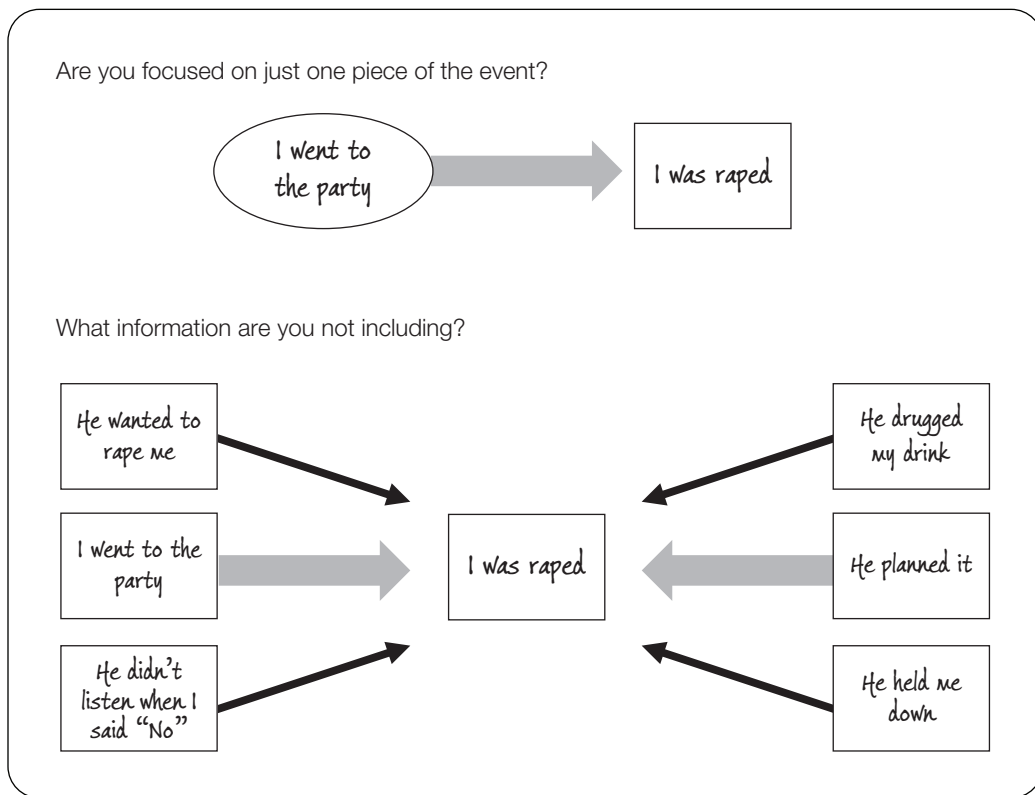 Are you focused on just one piece of the event?
I went to
the party
I was raped
What information are you not including?
He wanted to
rape me
I went to the
party
He didn't
listen when I
said “No”
I was raped
He drugged
my drink
He planned it
He held me
down